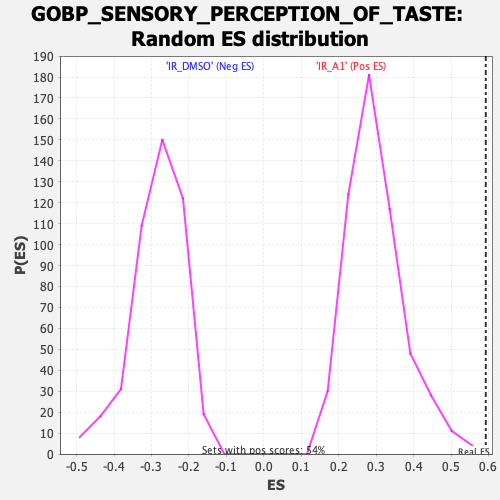 GOBP_SENSORY_PERCEPTION_OF_TASTE:
Random ES distribution
'IR_DMSO' (Neg ES) 'IR_A1' (Pos ES)
190
180
170
160
150
140
130
120
110
100
90
80
70
60
50
40
30
20
10
0
P(ES)
Sets with pos scores: 54%
Real ES
-0.5 -0.4 -0.3 -0.2 -0.1 0.0 0.1 0.2 0.3 0.4 0.5 0.6
ES